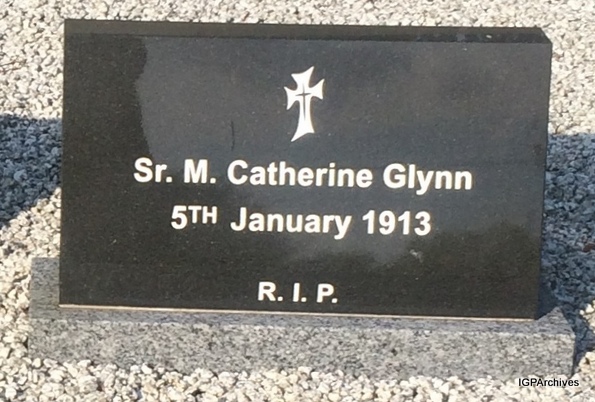 Sr. M. Catherine Glynn
5TH January 1913
R. I. P.
IGPArchives